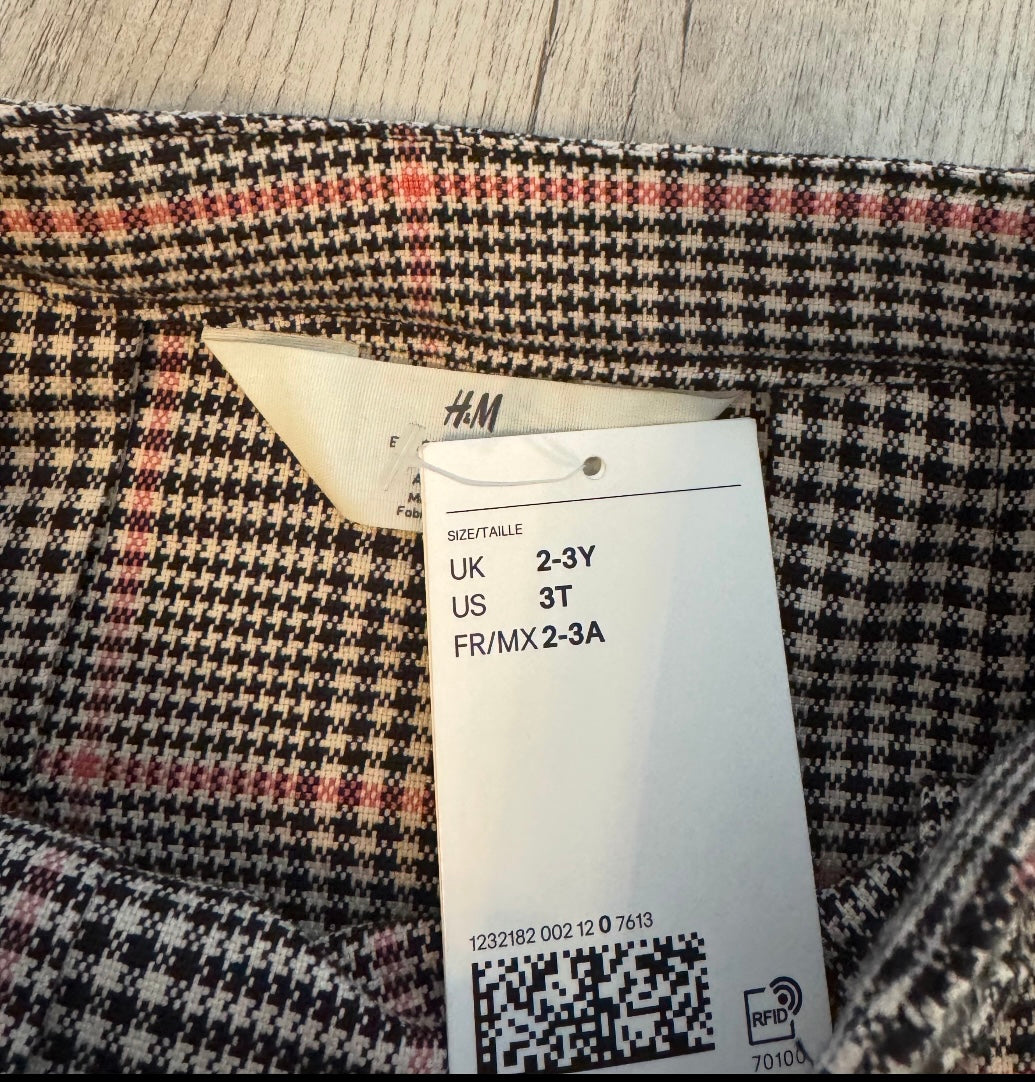 H&M
SIZE/TAILLE
UK 2-3Y
US 3T
FR/MX 2-3A
1232182 002 12 0 7613
RFID
70100